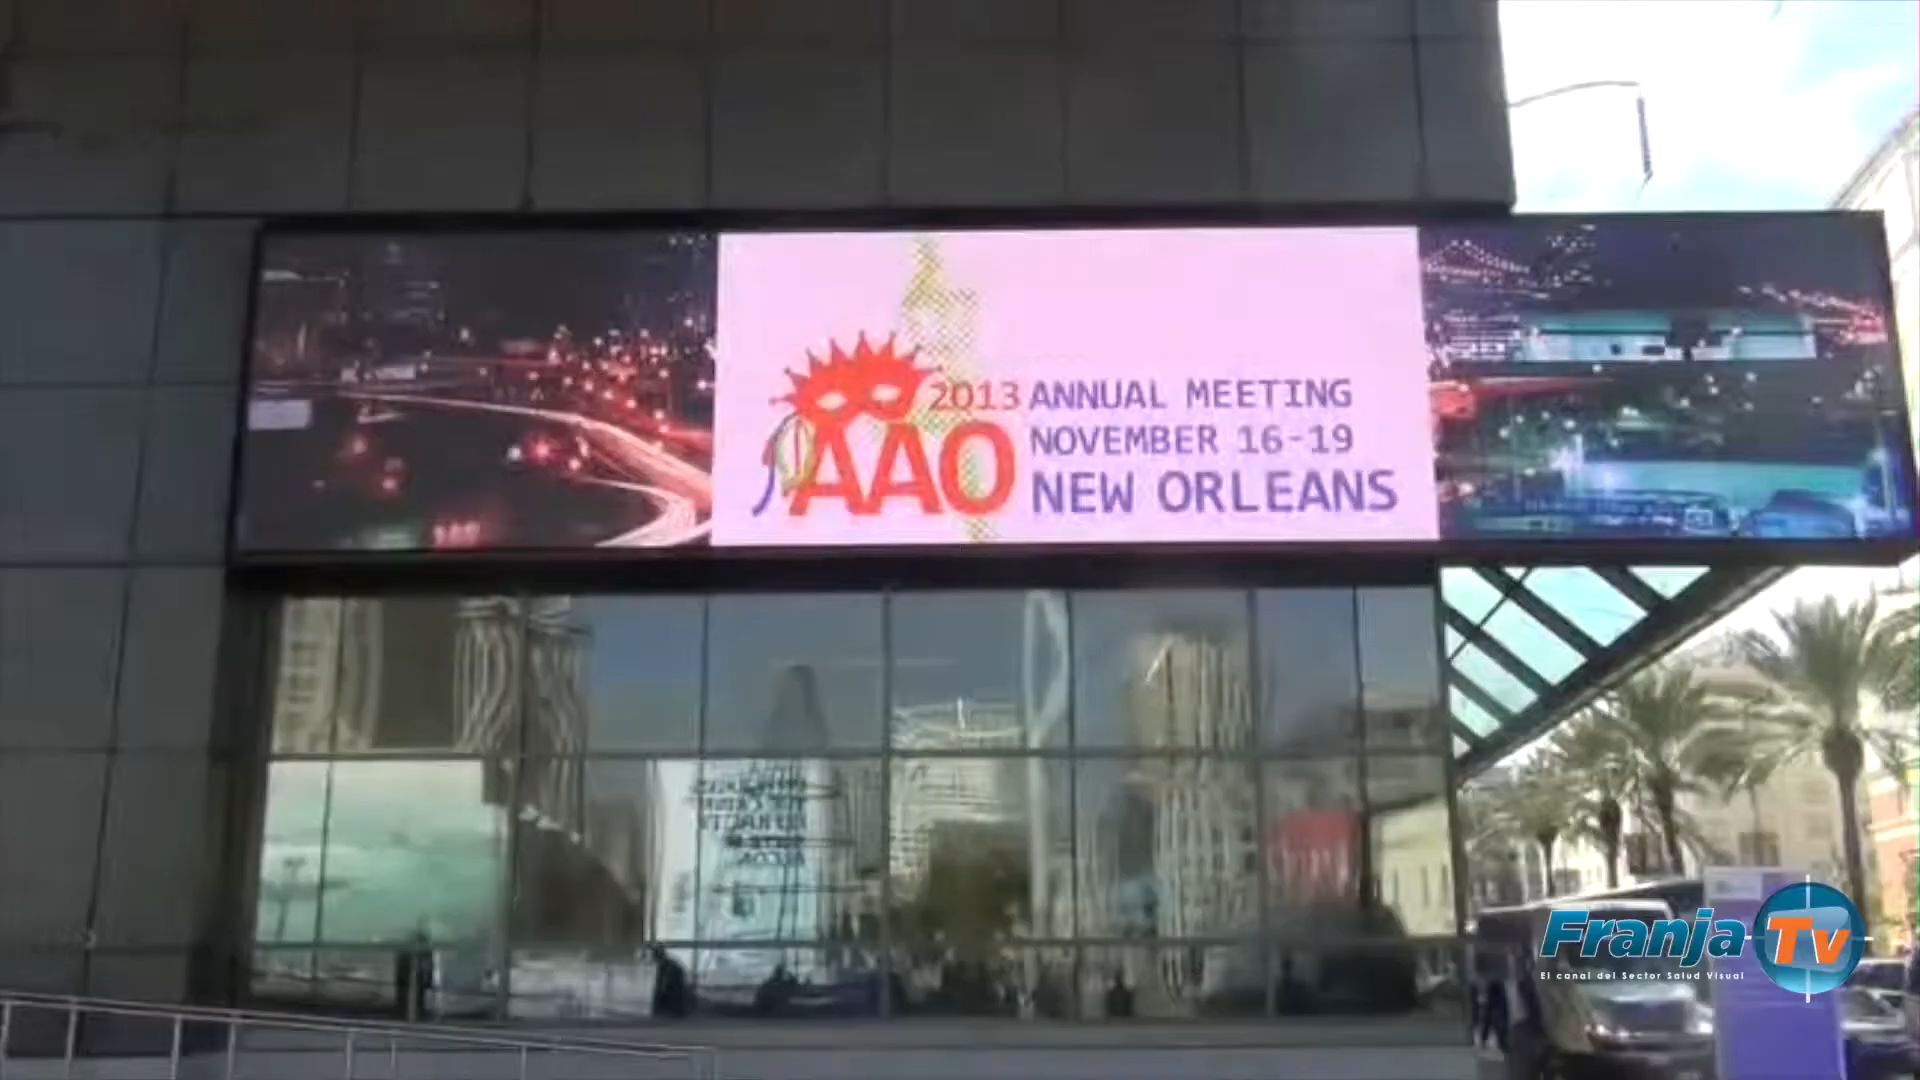 2013 ANNUAL MEETING
NOVEMBER 16-19
AAO NEW ORLEANS
Franja Tv
El canal del Sector Salud Visual